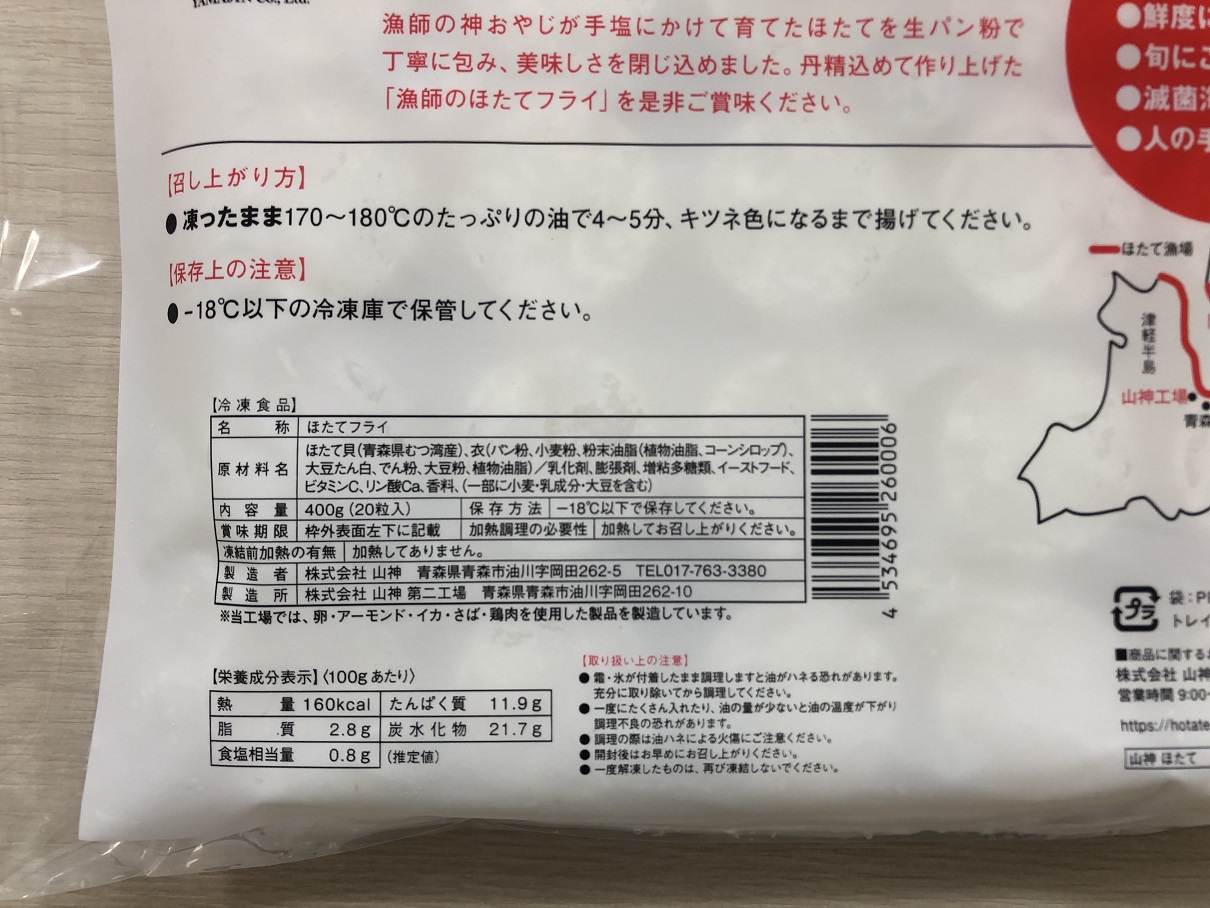 YAMAJIN CO., Ltd.
漁師の神おやじが手塩にかけて育てたほたてを生パン粉で
丁寧に包み、美味しさを閉じ込めました。丹精込めて作り上げた
「漁師のほたてフライ」を是非ご賞味ください。
●鮮度に
●旬にこ
●滅菌海
●人の手
【召し上がり方】
●凍ったまま170〜180℃のたっぷりの油で4〜5分、キツネ色になるまで揚げてください。
【保存上の注意】
●-18℃以下の冷凍庫で保管してください。
ほたて漁場
津軽半島
山神工場
青森
【冷凍食品】
名称 ほたてフライ
原材料名 ほたて貝(青森県むつ湾産)、衣(パン粉、小麦粉、粉末油脂(植物油脂、コーンシロップ)、
大豆たん白、でん粉、大豆粉、植物油脂)／乳化剤、膨張剤、増粘多糖類、イーストフード、
ビタミンC、リン酸Ca、香料、(一部に小麦・乳成分・大豆を含む)
内容量 400g(20粒入) 保存方法 -18℃以下で保存してください。
賞味期限 枠外表面左下に記載 加熱調理の必要性 加熱してお召し上がりください。
凍結前加熱の有無 加熱してありません。
製造者 株式会社 山神 青森県青森市油川字岡田262-5 TEL017-763-3380
製造所 株式会社 山神 第二工場 青森県青森市油川字岡田262-10
※当工場では、卵・アーモンド・イカ・さば・鶏肉を使用した製品を製造しています。
4 534695 260006
【栄養成分表示】〈100gあたり〉
熱量 160kcal たんぱく質 11.9g
脂質 2.8g 炭水化物 21.7g
食塩相当量 0.8g (推定値)
【取り扱い上の注意】
●霜・氷が付着したまま調理しますと油がハネる恐れがあります。
充分に取り除いてから調理してください。
●一度にたくさん入れたり、油の量が少ないと油の温度が下がり
調理不良の恐れがあります。
●調理の際は油ハネによる火傷にご注意ください。
●開封後はお早めにお召し上がりください。
●一度解凍したものは、再び凍結しないでください。
プラ
袋：P
トレイ
■商品に関するお
株式会社 山神
営業時間 9:00-
https://hotate
山神 ほたて